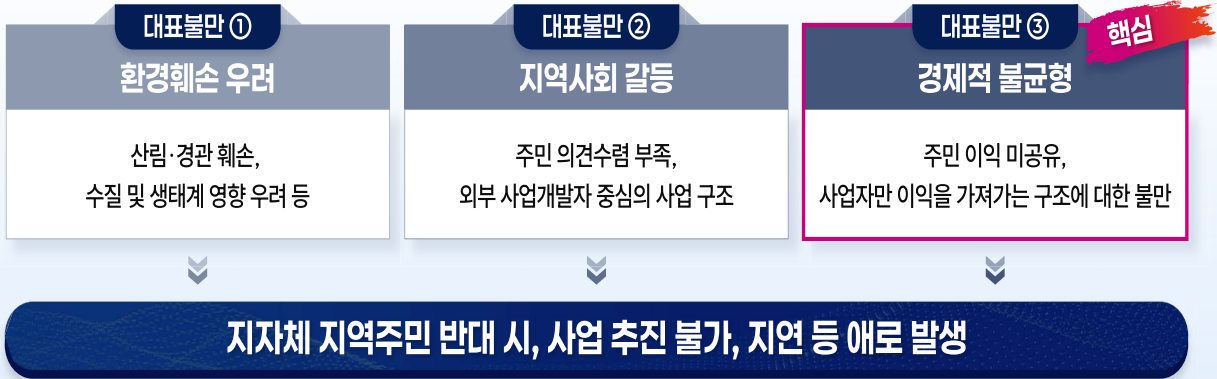 대표불만 ①
환경훼손 우려
산림·경관 훼손,
수질 및 생태계 영향 우려 등
대표불만 ②
지역사회 갈등
주민 의견수렴 부족,
외부 사업개발자 중심의 사업 구조
대표불만 ③
핵심
경제적 불균형
주민 이익 미공유,
사업자만 이익을 가져가는 구조에 대한 불만
지자체 지역주민 반대 시, 사업 추진 불가, 지연 등 애로 발생